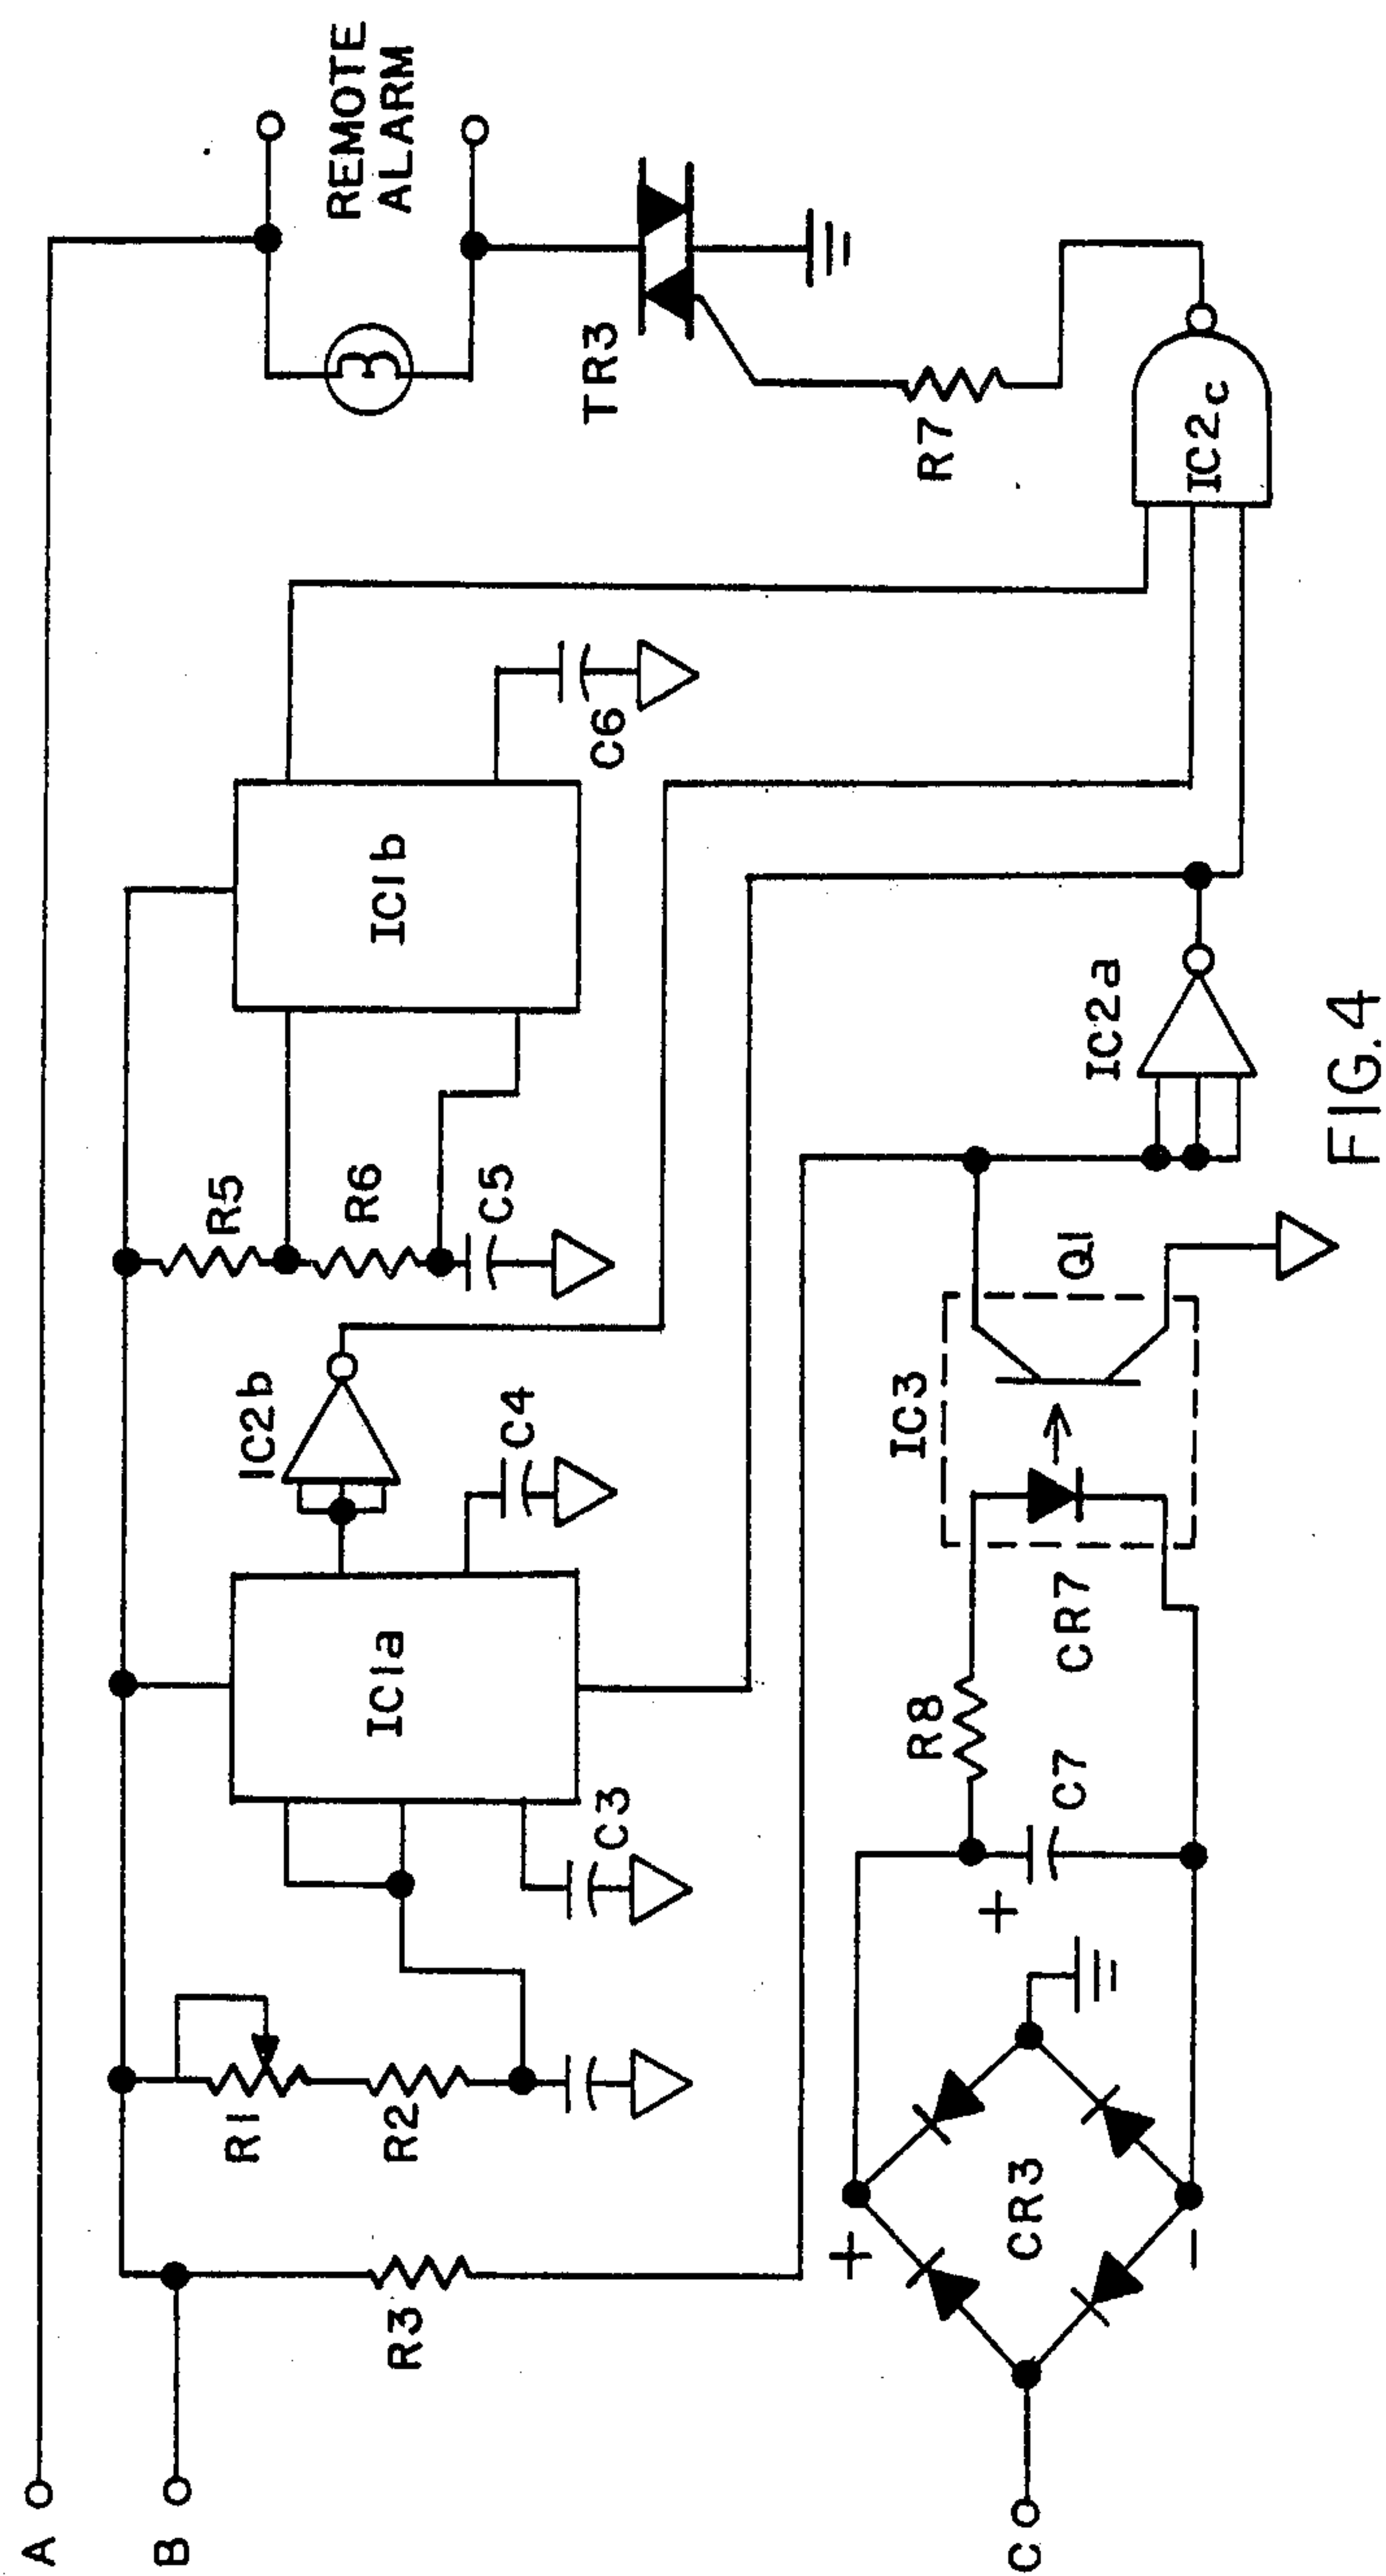 A
B
C
REMOTE
ALARM
TR3
R7
IC2c
IC1b
C6
R5
R6
C5
IC2b
C4
IC1a
C3
R1
R2
R3
IC2a
IC3
Q1
CR7
R8
C7
+
+
CR3
−
FIG.4